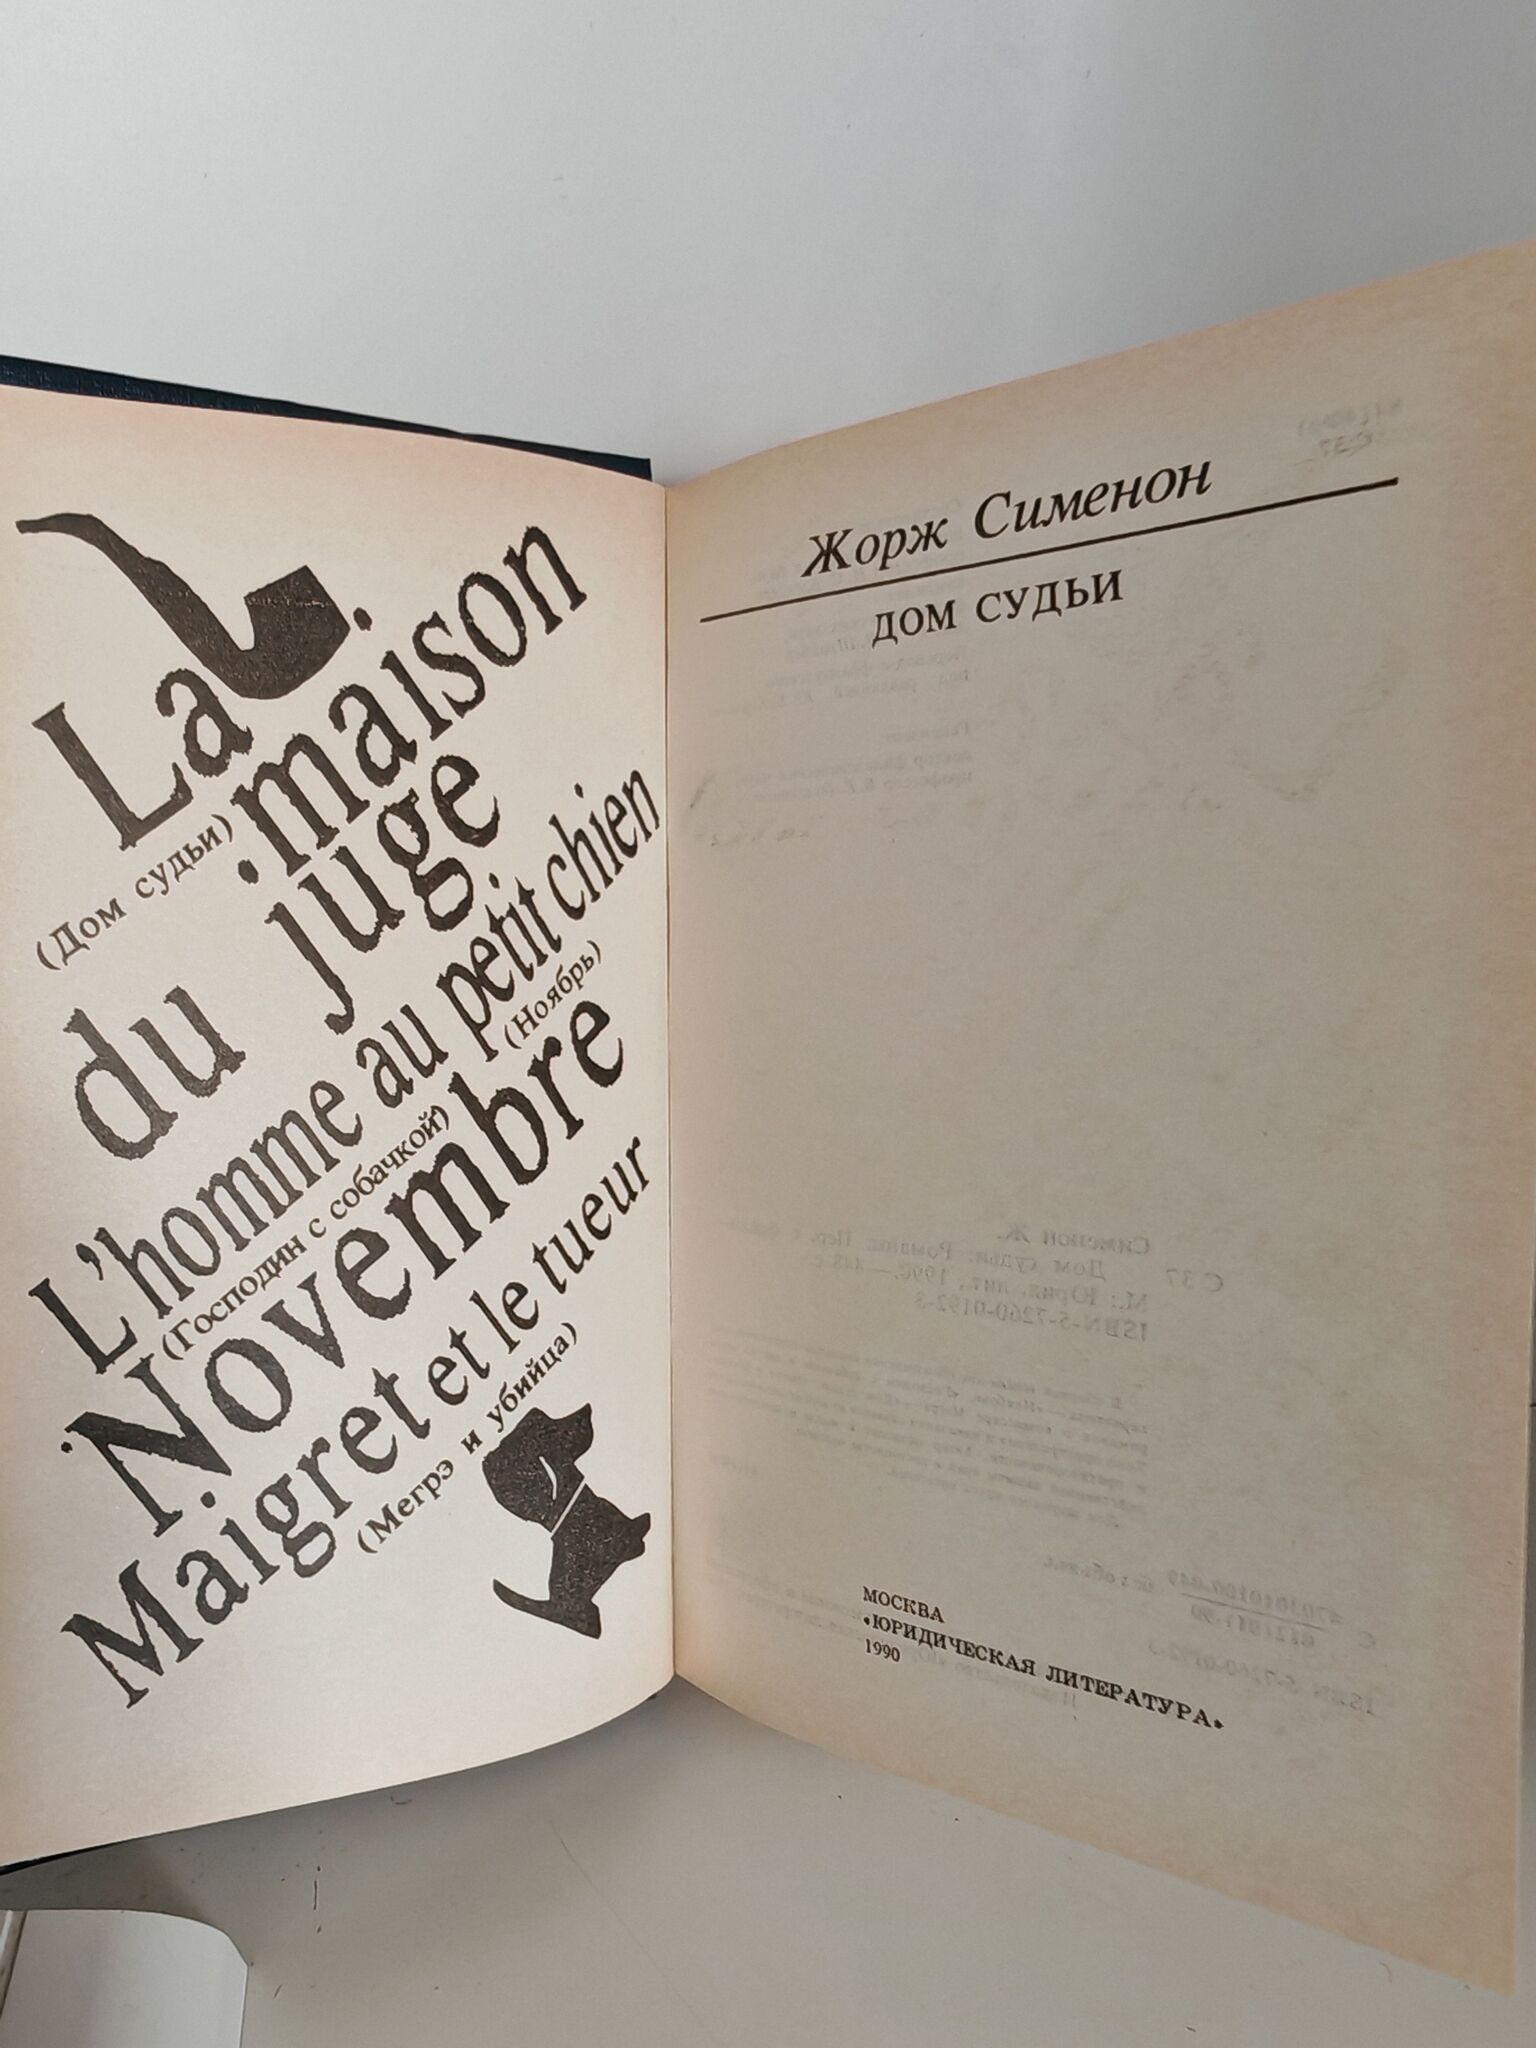 La maison
(Дом судьи)
du juge
L'homme au petit chien
(Господин с собачкой)
(Ноябрь)
Novembre
Maigret et le tueur
(Мегрэ и убийца)
Жорж Сименон
ДОМ СУДЬИ
МОСКВА
«ЮРИДИЧЕСКАЯ ЛИТЕРАТУРА»
1990